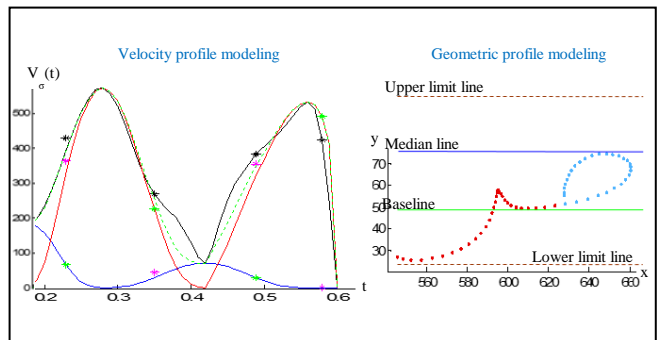 Velocity profile modeling
V σ (t)
500
400
300
200
100
0
0.2 0.3 0.4 0.5 0.6 t
Geometric profile modeling
Upper limit line
y
Median line
70
60
Baseline
50
40
30
Lower limit line
x
560 580 600 620 640 660